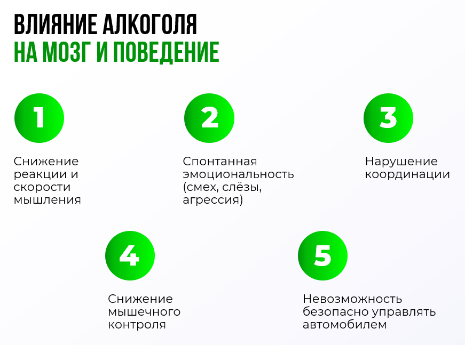 ВЛИЯНИЕ АЛКОГОЛЯ
НА МОЗГ И ПОВЕДЕНИЕ
1
Снижение
реакции и
скорости
мышления
2
Спонтанная
эмоциональность
(смех, слёзы,
агрессия)
3
Нарушение
координации
4
Снижение
мышечного
контроля
5
Невозможность
безопасно управлять
автомобилем